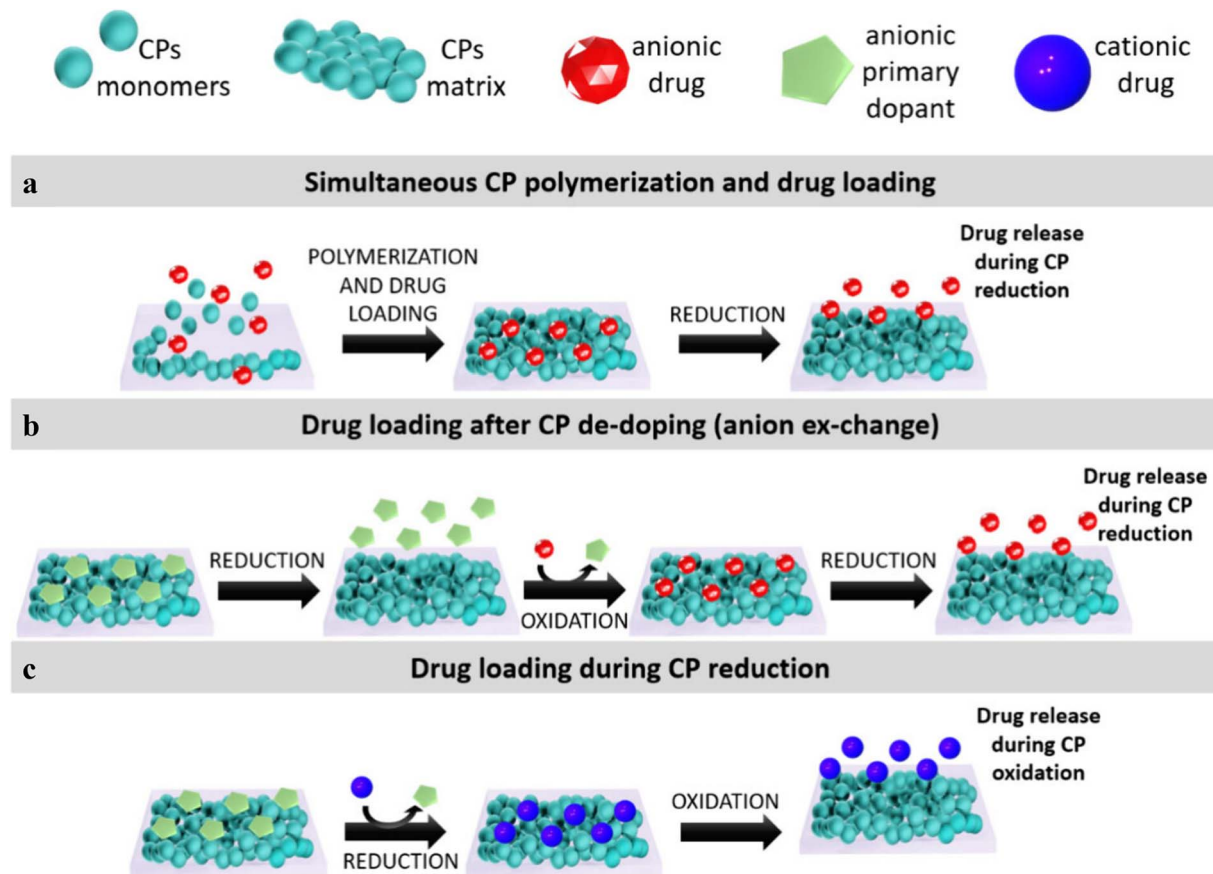 CPs
monomers
CPs
matrix
anionic
drug
anionic
primary
dopant
cationic
drug
a
Simultaneous CP polymerization and drug loading
POLYMERIZATION
AND DRUG
LOADING
REDUCTION
Drug release
during CP
reduction
b
Drug loading after CP de-doping (anion ex-change)
REDUCTION
OXIDATION
REDUCTION
Drug release
during CP
reduction
c
Drug loading during CP reduction
REDUCTION
OXIDATION
Drug release
during CP
oxidation